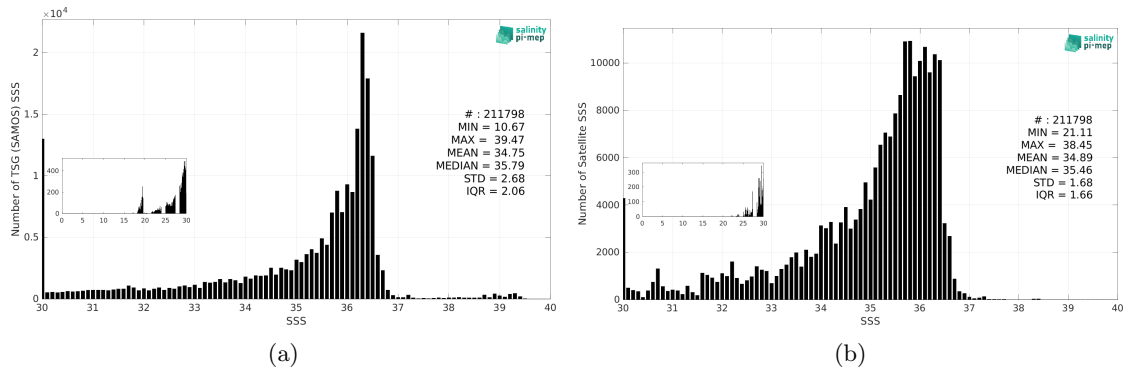 ×10⁴
2
1.5
1
0.5
0
Number of TSG (SAMOS) SSS
salinity
pi-mep
# : 211798
MIN = 10.67
MAX = 39.47
MEAN = 34.75
MEDIAN = 35.79
STD = 2.68
IQR = 2.06
400
200
0
0 5 10 15 20 25 30
30 31 32 33 34 35 36 37 38 39 40
SSS
(a)
10000
8000
6000
4000
2000
0
Number of Satellite SSS
salinity
pi-mep
# : 211798
MIN = 21.11
MAX = 38.45
MEAN = 34.89
MEDIAN = 35.46
STD = 1.68
IQR = 1.66
300
200
100
0
0 5 10 15 20 25 30
30 31 32 33 34 35 36 37 38 39 40
SSS
(b)